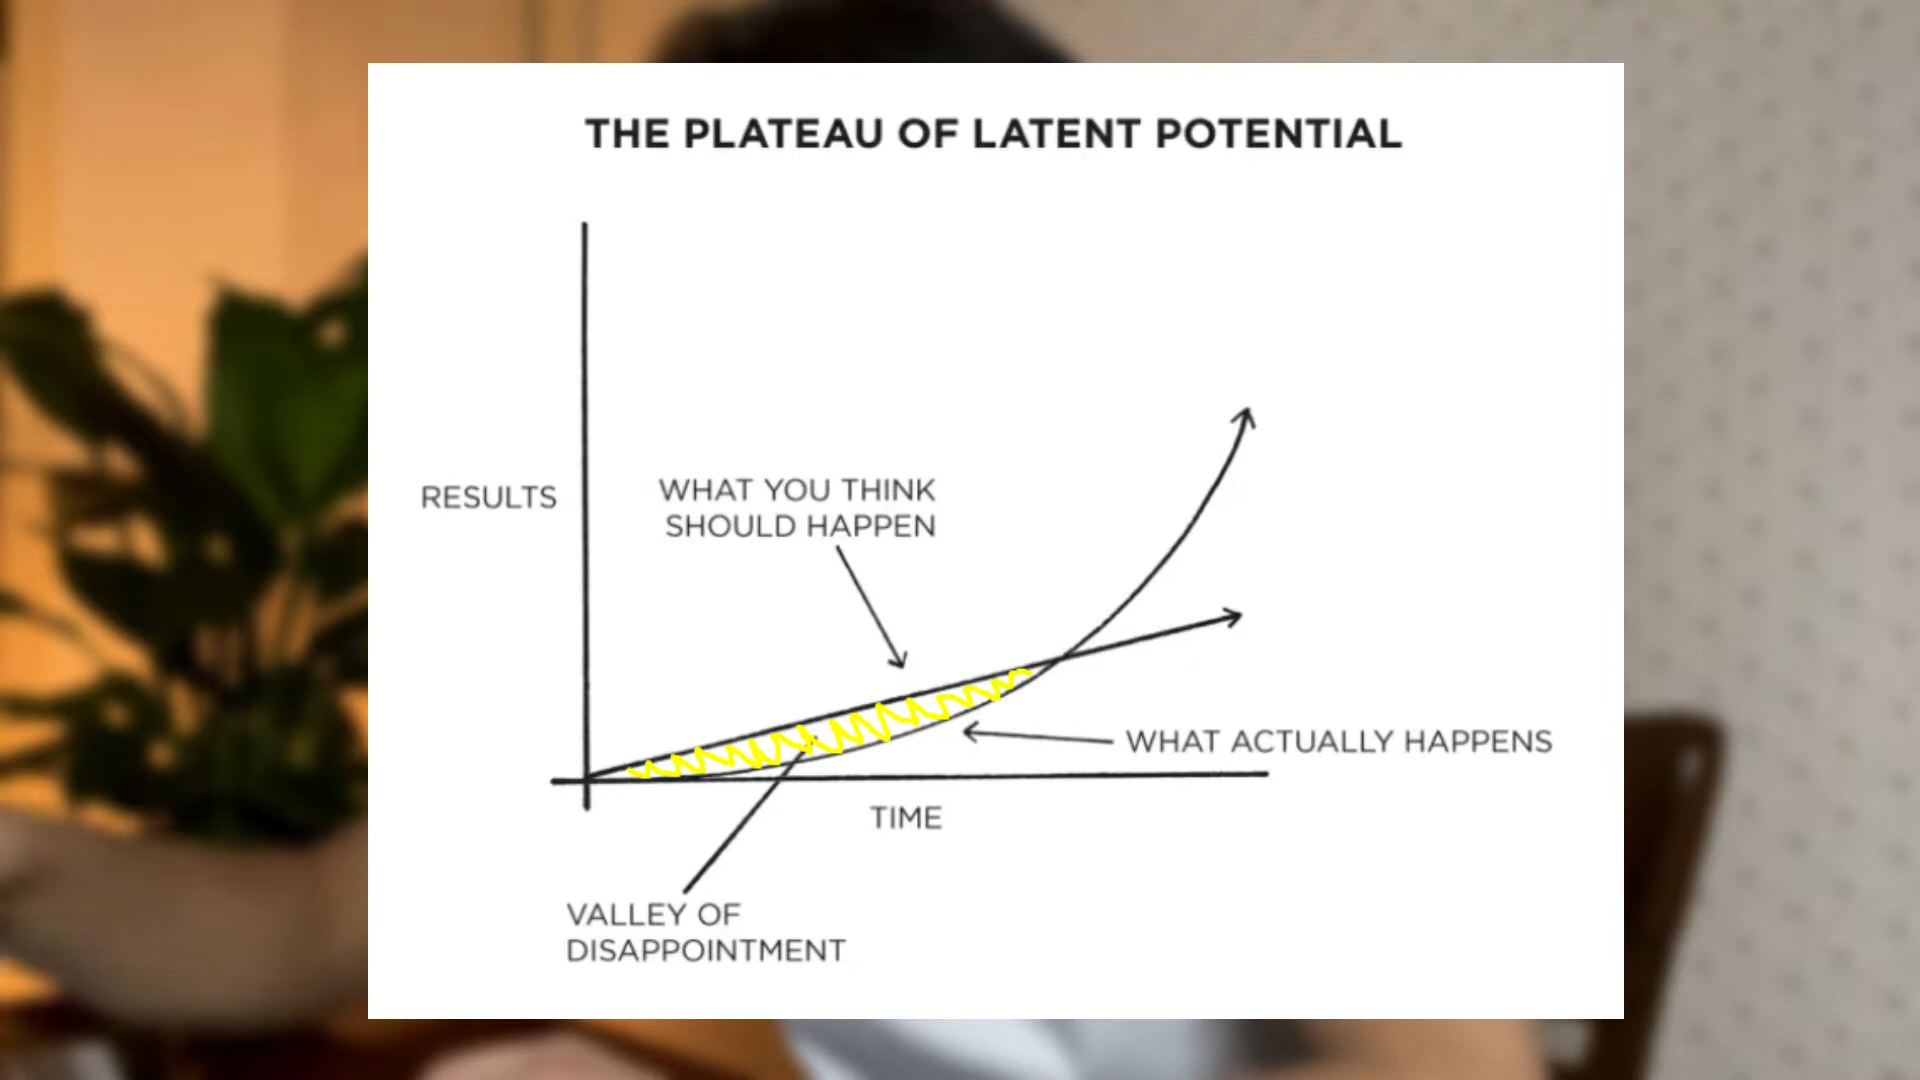 THE PLATEAU OF LATENT POTENTIAL
RESULTS
WHAT YOU THINK
SHOULD HAPPEN
WHAT ACTUALLY HAPPENS
TIME
VALLEY OF
DISAPPOINTMENT